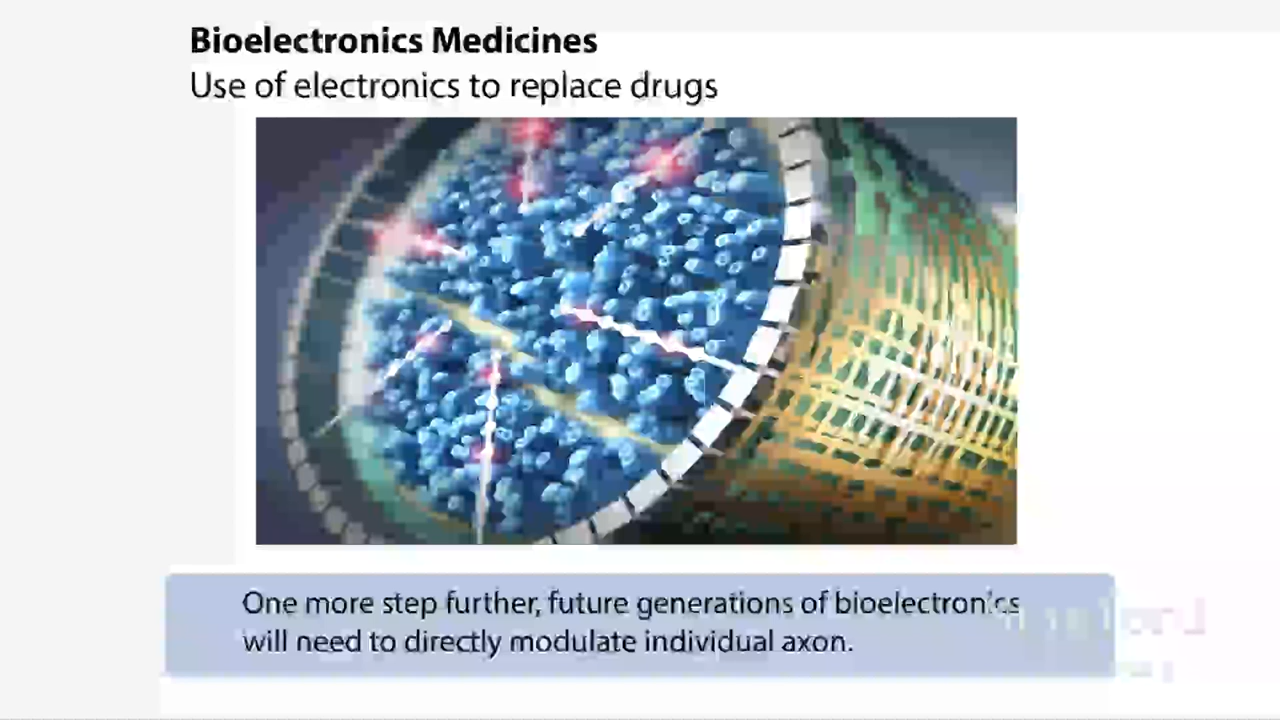 Bioelectronics Medicines
Use of electronics to replace drugs
One more step further, future generations of bioelectronics
will need to directly modulate individual axon.